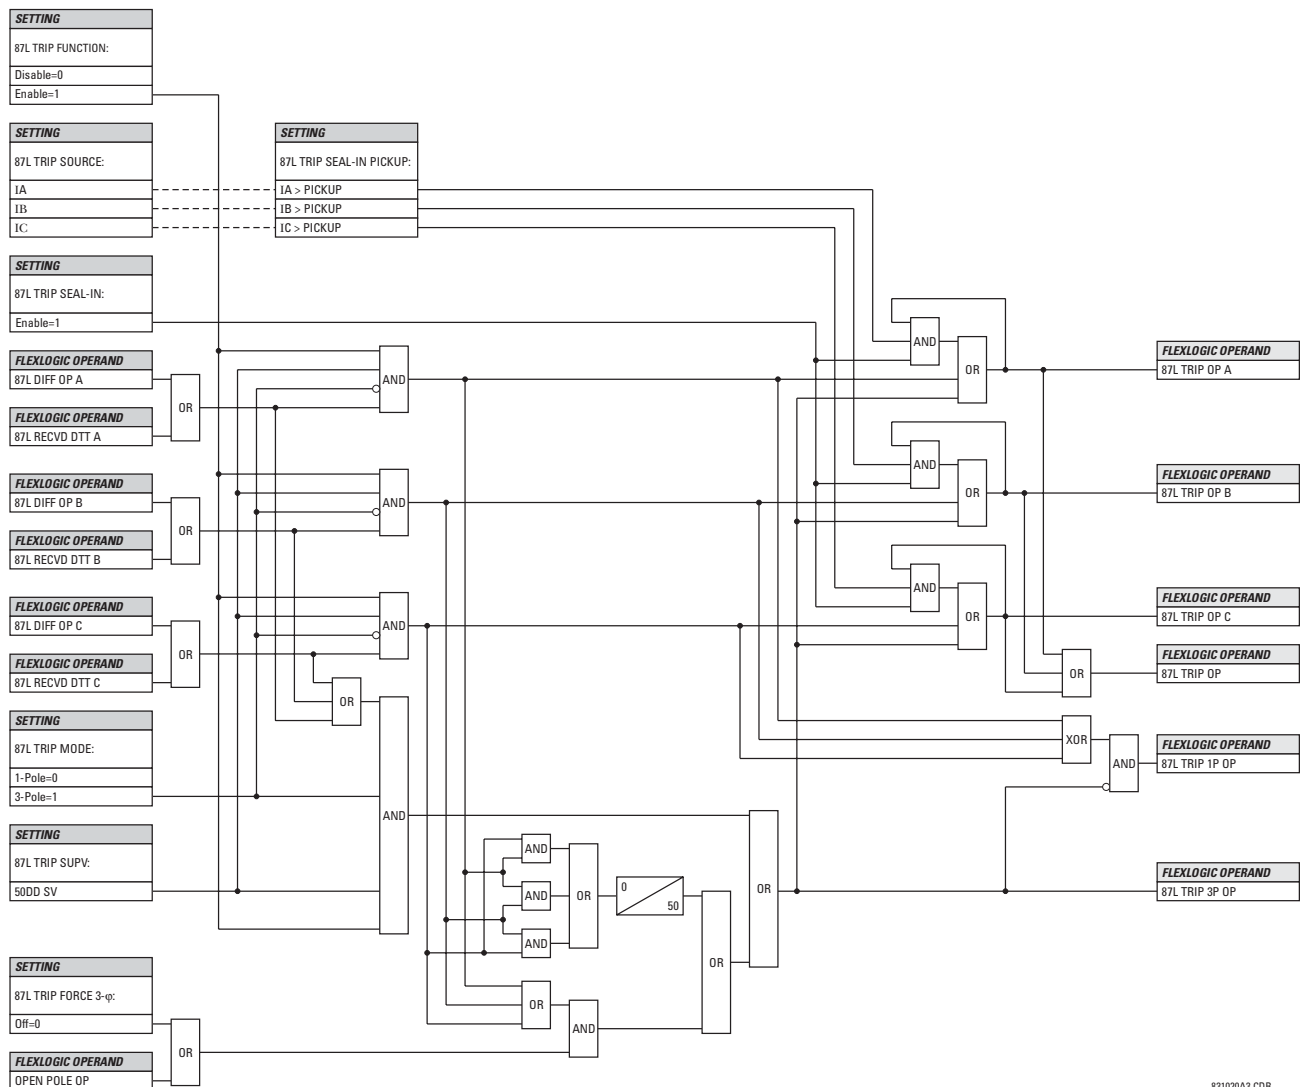 SETTING
87L TRIP FUNCTION:
Disable=0
Enable=1
SETTING
87L TRIP SOURCE:
IA
IB
IC
SETTING
87L TRIP SEAL-IN PICKUP:
IA > PICKUP
IB > PICKUP
IC > PICKUP
SETTING
87L TRIP SEAL-IN:
Enable=1
FLEXLOGIC OPERAND
87L DIFF OP A
FLEXLOGIC OPERAND
87L RECVD DTT A
FLEXLOGIC OPERAND
87L DIFF OP B
FLEXLOGIC OPERAND
87L RECVD DTT B
FLEXLOGIC OPERAND
87L DIFF OP C
FLEXLOGIC OPERAND
87L RECVD DTT C
SETTING
87L TRIP MODE:
1-Pole=0
3-Pole=1
SETTING
87L TRIP SUPV:
50DD SV
SETTING
87L TRIP FORCE 3-φ:
Off=0
FLEXLOGIC OPERAND
OPEN POLE OP
OR
OR
OR
OR
OR
AND
AND
AND
AND
AND
AND
AND
OR
0
50
OR
AND
OR
OR
AND
OR
AND
OR
AND
OR
OR
XOR
AND
FLEXLOGIC OPERAND
87L TRIP OP A
FLEXLOGIC OPERAND
87L TRIP OP B
FLEXLOGIC OPERAND
87L TRIP OP C
FLEXLOGIC OPERAND
87L TRIP OP
FLEXLOGIC OPERAND
87L TRIP 1P OP
FLEXLOGIC OPERAND
87L TRIP 3P OP
831020A3.CDR